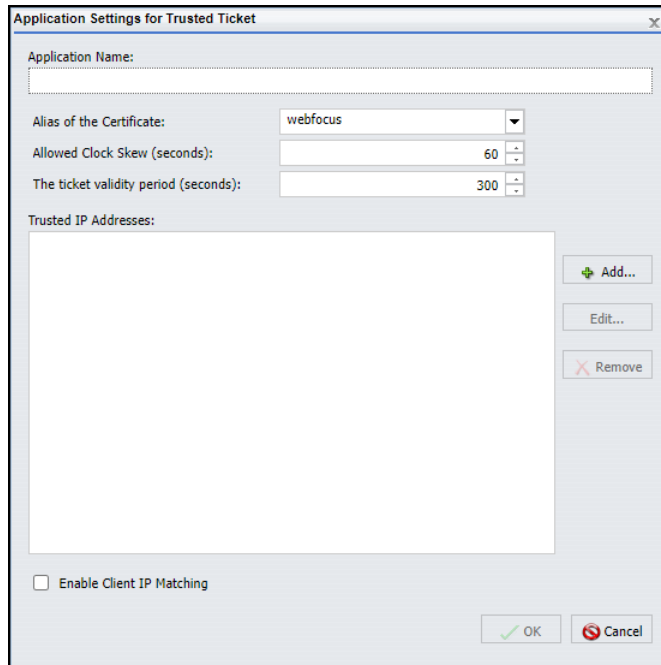 Application Settings for Trusted Ticket
x
Application Name:
Alias of the Certificate: webfocus
Allowed Clock Skew (seconds): 60
The ticket validity period (seconds): 300
Trusted IP Addresses:
Add...
Edit...
Remove
Enable Client IP Matching
OK Cancel